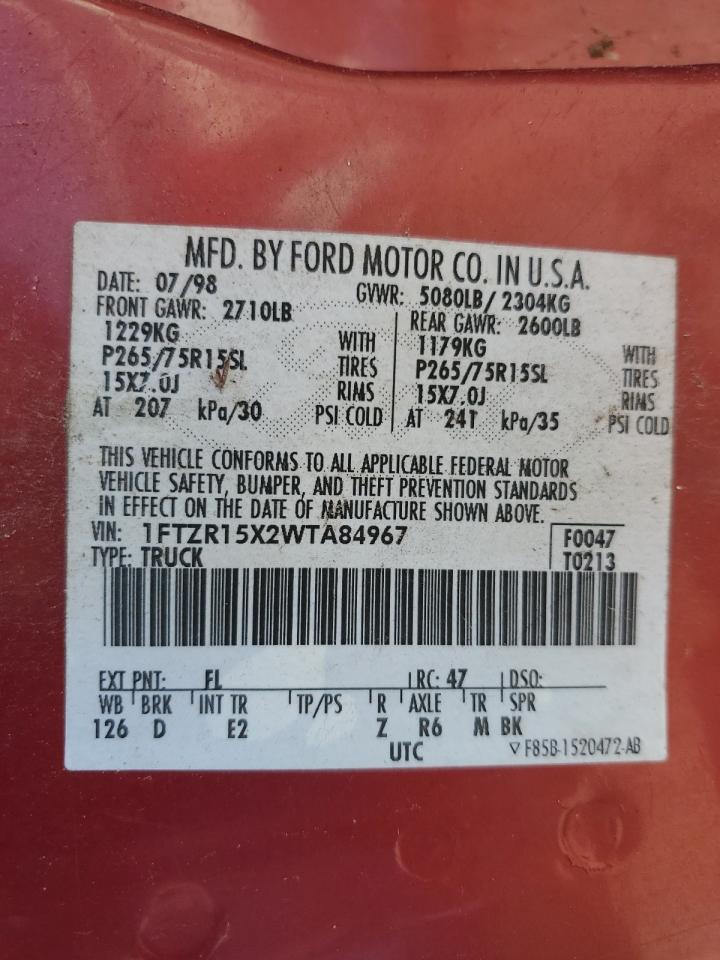 MFD. BY FORD MOTOR CO. IN U.S.A.
DATE: 07/98 GVWR: 5080LB/ 2304KG
FRONT GAWR: 2710LB REAR GAWR: 2600LB
1229KG WITH 1179KG WITH
P265/75R15SL TIRES P265/75R15SL TIRES
15X7.0J RIMS 15X7.0J RIMS
AT 207 kPa/30 PSI COLD AT 241 kPa/35 PSI COLD
THIS VEHICLE CONFORMS TO ALL APPLICABLE FEDERAL MOTOR
VEHICLE SAFETY, BUMPER, AND THEFT PREVENTION STANDARDS
IN EFFECT ON THE DATE OF MANUFACTURE SHOWN ABOVE.
VIN: 1FTZR15X2WTA84967 F0047
TYPE: TRUCK T0213
EXT PNT: FL RC: 47 DSO:
WB BRK INT TR TP/PS R AXLE TR SPR
126 D E2 Z R6 M BK
UTC ▽ F85B-1520472-AB